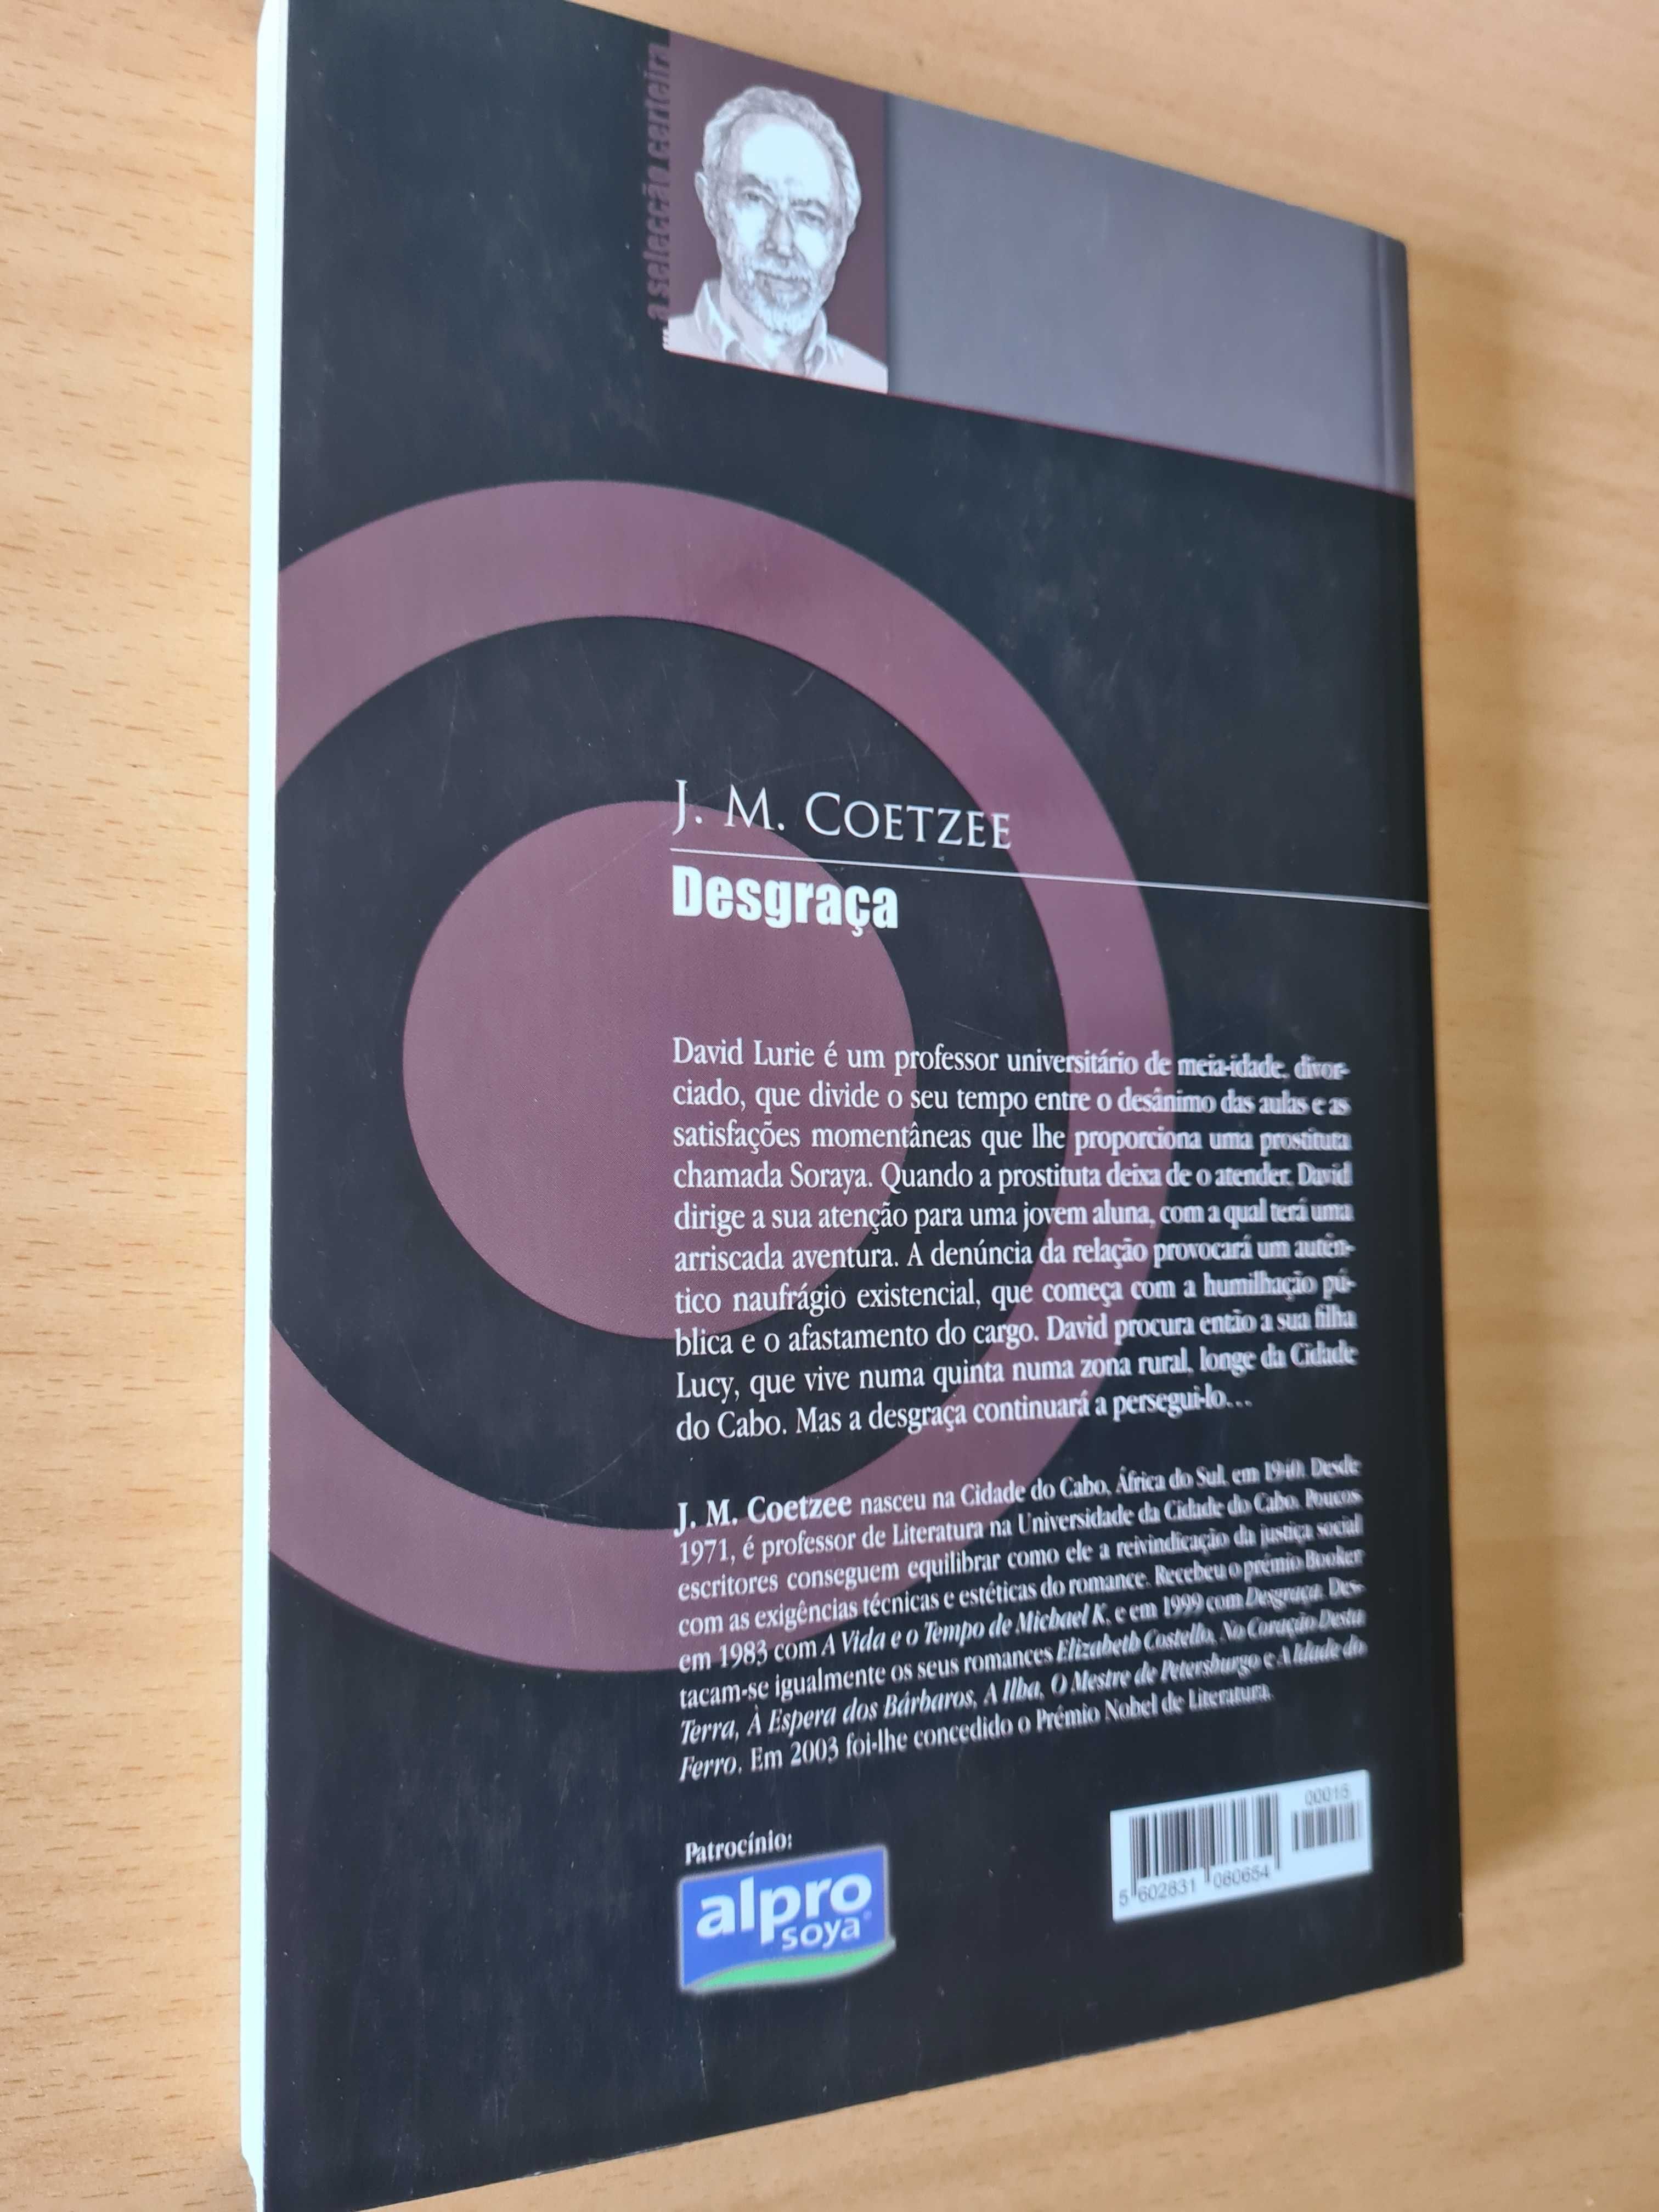 ... a selecção certeira
J. M. COETZEE
Desgraça
David Lurie é um professor universitário de meia-idade, divor-
ciado, que divide o seu tempo entre o desânimo das aulas e as
satisfações momentâneas que lhe proporciona uma prostituta
chamada Soraya. Quando a prostituta deixa de o atender, David
dirige a sua atenção para uma jovem aluna, com a qual terá uma
arriscada aventura. A denúncia da relação provocará um autên-
tico naufrágio existencial, que começa com a humilhação pú-
blica e o afastamento do cargo. David procura então a sua filha
Lucy, que vive numa quinta numa zona rural, longe da Cidade
do Cabo. Mas a desgraça continuará a persegui-lo...
J. M. Coetzee nasceu na Cidade do Cabo, África do Sul, em 1940. Desde
1971, é professor de Literatura na Universidade da Cidade do Cabo. Poucos
escritores conseguem equilibrar como ele a reivindicação da justiça social
com as exigências técnicas e estéticas do romance. Recebeu o prémio Booker
em 1983 com A Vida e o Tempo de Michael K, e em 1999 com Desgraça. Des-
tacam-se igualmente os seus romances Elizabeth Costello, No Coração Desta
Terra, À Espera dos Bárbaros, A Ilha, O Mestre de Petersburgo e A Idade do
Ferro. Em 2003 foi-lhe concedido o Prémio Nobel de Literatura.
Patrocínio:
alpro
soya®
00015
5 602831 080654